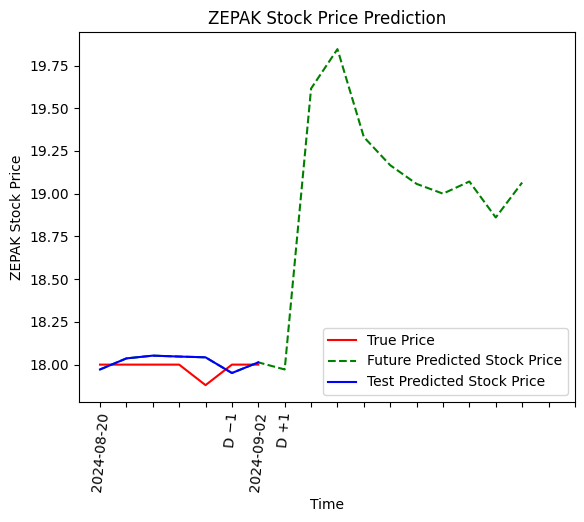 ZEPAK Stock Price Prediction
ZEPAK Stock Price
19.75
19.50
19.25
19.00
18.75
18.50
18.25
18.00
True Price
Future Predicted Stock Price
Test Predicted Stock Price
2024-08-20
D −1
2024-09-02
D +1
Time